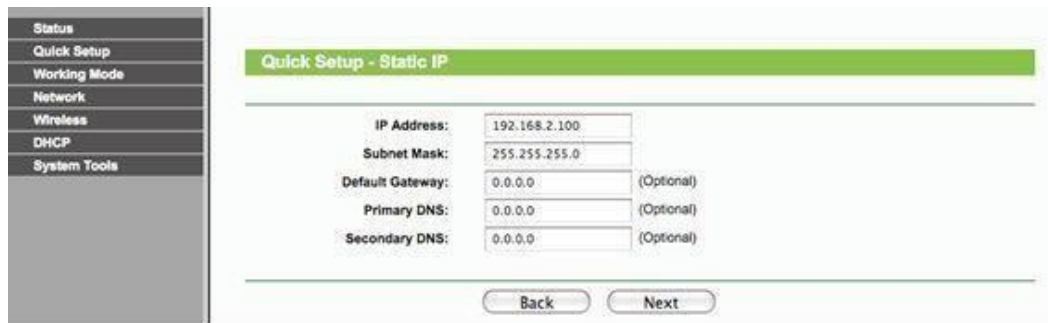 Status
Quick Setup
Working Mode
Network
Wireless
DHCP
System Tools
Quick Setup - Static IP
IP Address: 192.168.2.100
Subnet Mask: 255.255.255.0
Default Gateway: 0.0.0.0 (Optional)
Primary DNS: 0.0.0.0 (Optional)
Secondary DNS: 0.0.0.0 (Optional)
Back Next